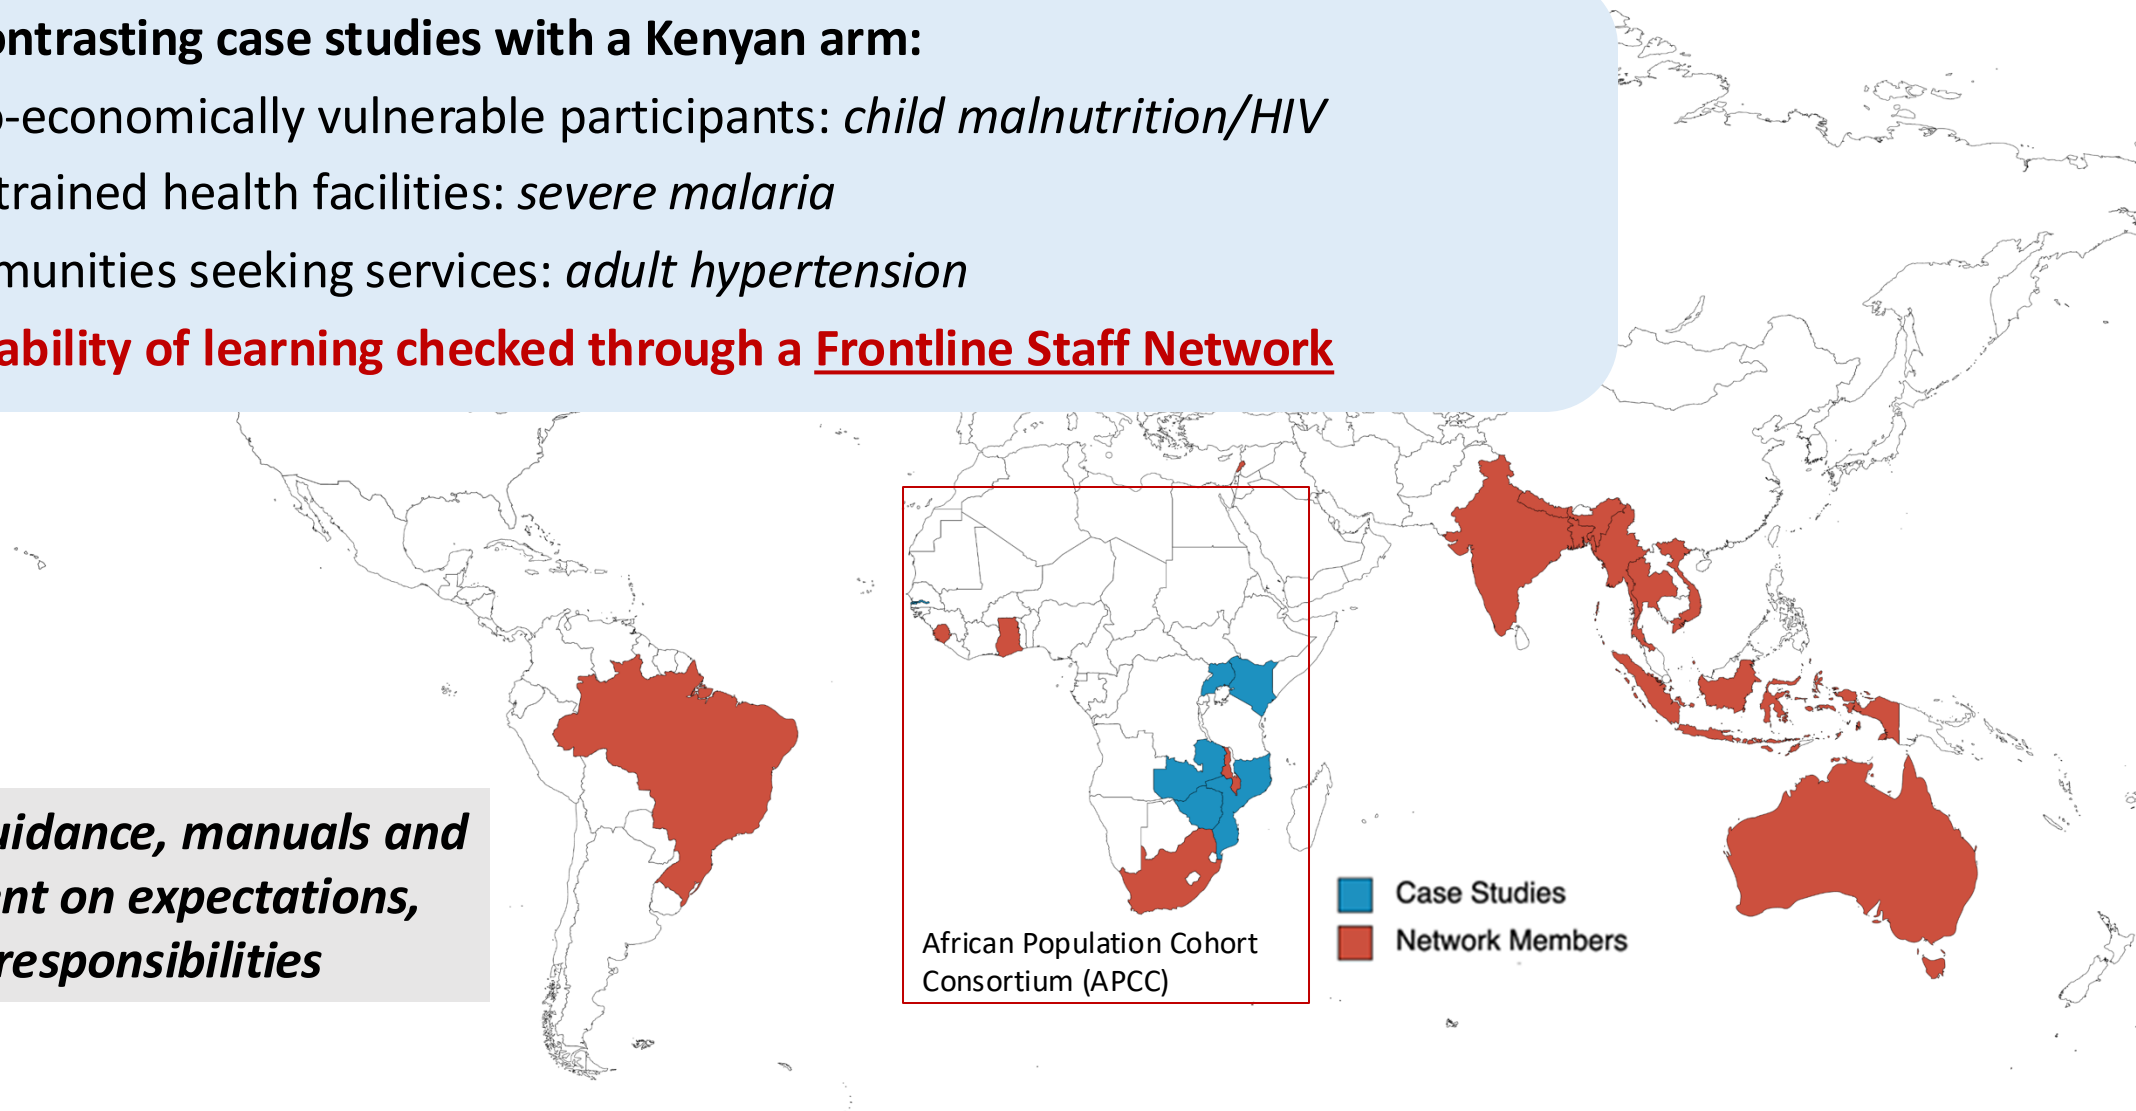 ontrasting case studies with a Kenyan arm:
-economically vulnerable participants: child malnutrition/HIV
trained health facilities: severe malaria
munities seeking services: adult hypertension
ability of learning checked through a Frontline Staff Network
uidance, manuals and
nt on expectations,
responsibilities
African Population Cohort
Consortium (APCC)
Case Studies
Network Members